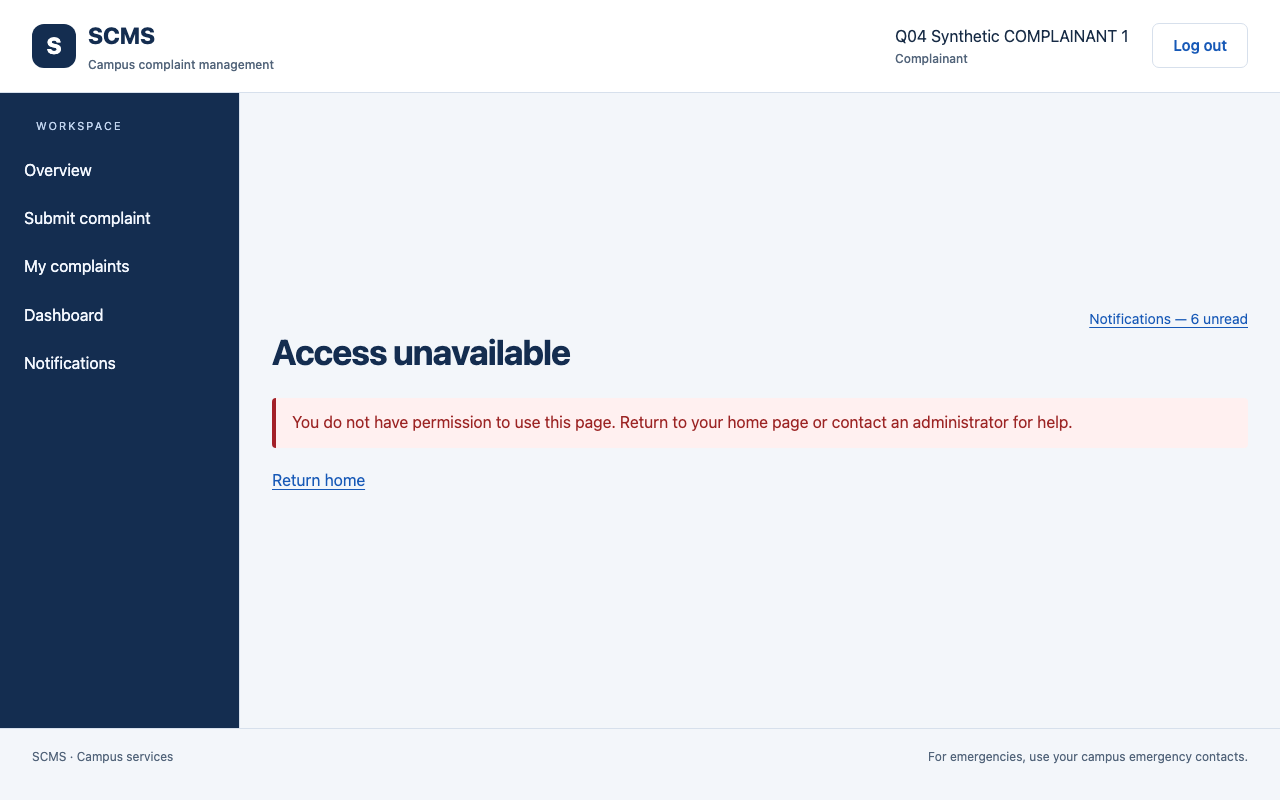 S
SCMS
Campus complaint management
Q04 Synthetic COMPLAINANT 1
Complainant
Log out
WORKSPACE
Overview
Submit complaint
My complaints
Dashboard
Notifications
Notifications — 6 unread
Access unavailable
You do not have permission to use this page. Return to your home page or contact an administrator for help.
Return home
SCMS · Campus services
For emergencies, use your campus emergency contacts.